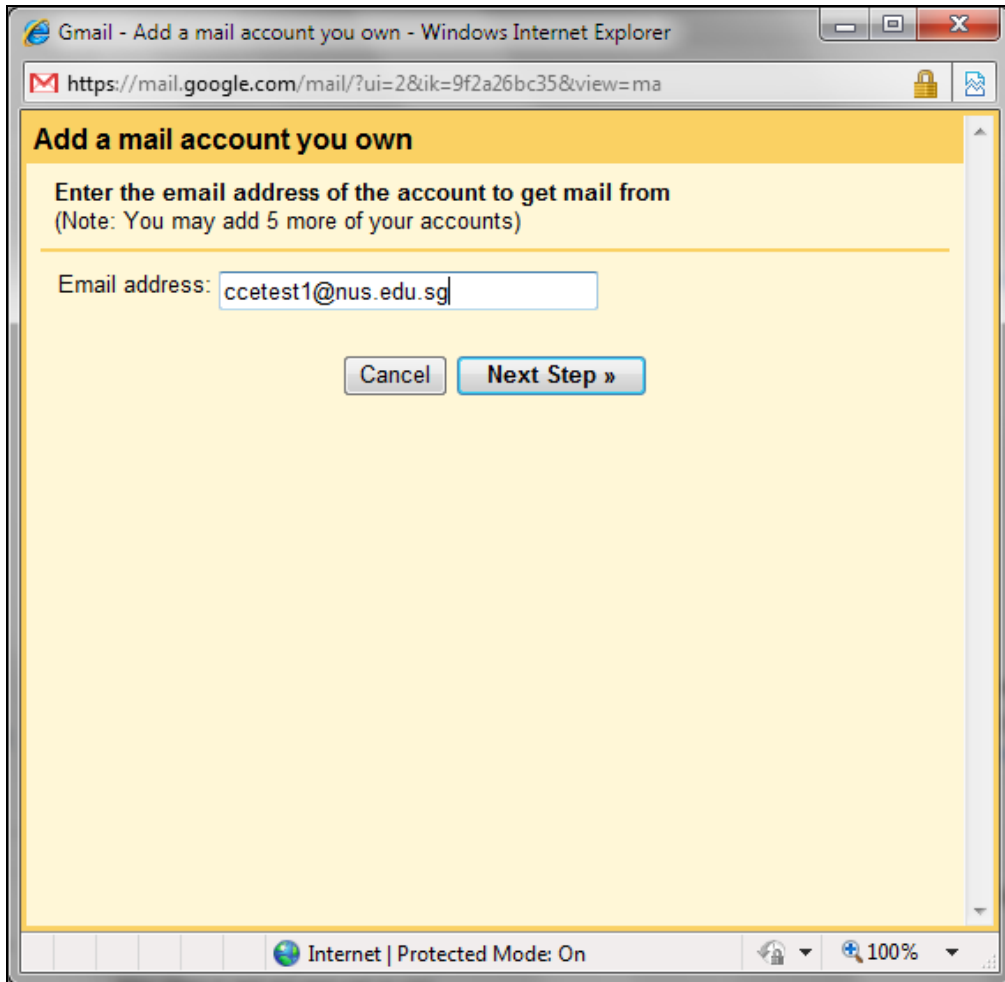 Gmail - Add a mail account you own - Windows Internet Explorer
https://mail.google.com/mail/?ui=2&ik=9f2a26bc35&view=ma
Add a mail account you own
Enter the email address of the account to get mail from
(Note: You may add 5 more of your accounts)
Email address: ccetest1@nus.edu.sg
Cancel Next Step »
Internet | Protected Mode: On 100%